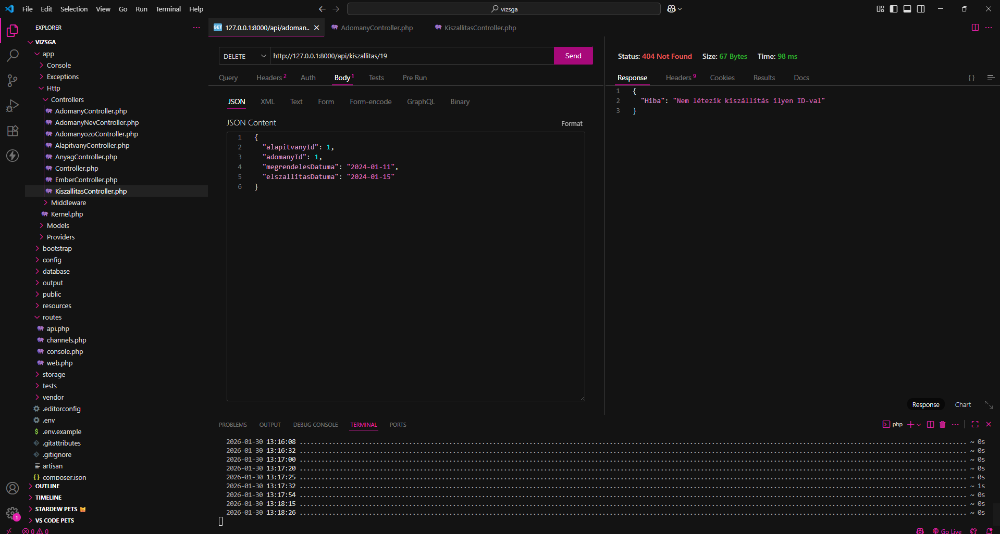 File Edit Selection View Go Run Terminal Help
vizsga
EXPLORER
VIZSGA
app
Console
Exceptions
Http
Controllers
AdomanyController.php
AdomanyNevController.php
AdomanyozoController.php
AlapitvanyController.php
AnyagController.php
Controller.php
EmberController.php
KiszallitasController.php
Middleware
Kernel.php
Models
Providers
bootstrap
config
database
output
public
resources
routes
api.php
channels.php
console.php
web.php
storage
tests
vendor
.editorconfig
.env
.env.example
.gitattributes
.gitignore
artisan
composer.json
OUTLINE
TIMELINE
STARDEW PETS
VS CODE PETS
1
0 0
GET 127.0.0.1:8000/api/adoman.. AdomanyController.php KiszallitasController.php
DELETE http://127.0.0.1:8000/api/kiszallitas/19 Send
Query Headers 2 Auth Body 1 Tests Pre Run
JSON XML Text Form Form-encode GraphQL Binary
JSON Content Format
1 {
2 "alapitvanyId": 1,
3 "adomanyId": 1,
4 "megrendelesDatuma": "2024-01-11",
5 "elszallitasDatuma": "2024-01-15"
6 }
Status: 404 Not Found Size: 67 Bytes Time: 98 ms
Response Headers 9 Cookies Results Docs { }
1 {
2 "Hiba": "Nem létezik kiszállítás ilyen ID-val"
3 }
Response Chart
PROBLEMS OUTPUT DEBUG CONSOLE TERMINAL PORTS
php
2026-01-30 13:16:08 ~ 0s
2026-01-30 13:16:32 ~ 0s
2026-01-30 13:17:00 ~ 0s
2026-01-30 13:17:20 ~ 0s
2026-01-30 13:17:25 ~ 0s
2026-01-30 13:17:32 ~ 1s
2026-01-30 13:17:54 ~ 0s
2026-01-30 13:18:15 ~ 0s
2026-01-30 13:18:26 ~ 0s
Go Live